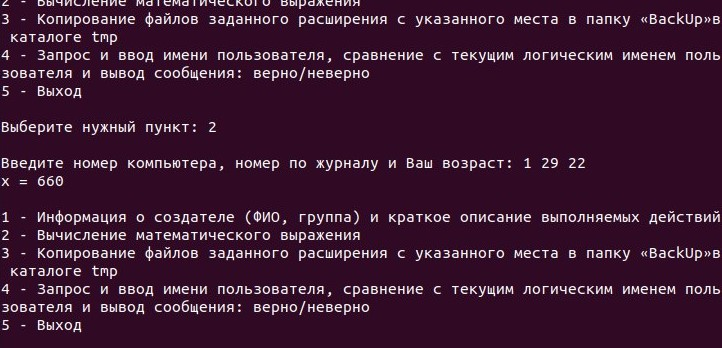 2 - Вычисление математического выражения
3 - Копирование файлов заданного расширения с указанного места в папку «BackUp»в
 каталоге tmp
4 - Запрос и ввод имени пользователя, сравнение с текущим логическим именем поль
зователя и вывод сообщения: верно/неверно
5 - Выход

Выберите нужный пункт: 2

Введите номер компьютера, номер по журналу и Ваш возраст: 1 29 22
x = 660

1 - Информация о создателе (ФИО, группа) и краткое описание выполняемых действий
2 - Вычисление математического выражения
3 - Копирование файлов заданного расширения с указанного места в папку «BackUp»в
 каталоге tmp
4 - Запрос и ввод имени пользователя, сравнение с текущим логическим именем поль
зователя и вывод сообщения: верно/неверно
5 - Выход